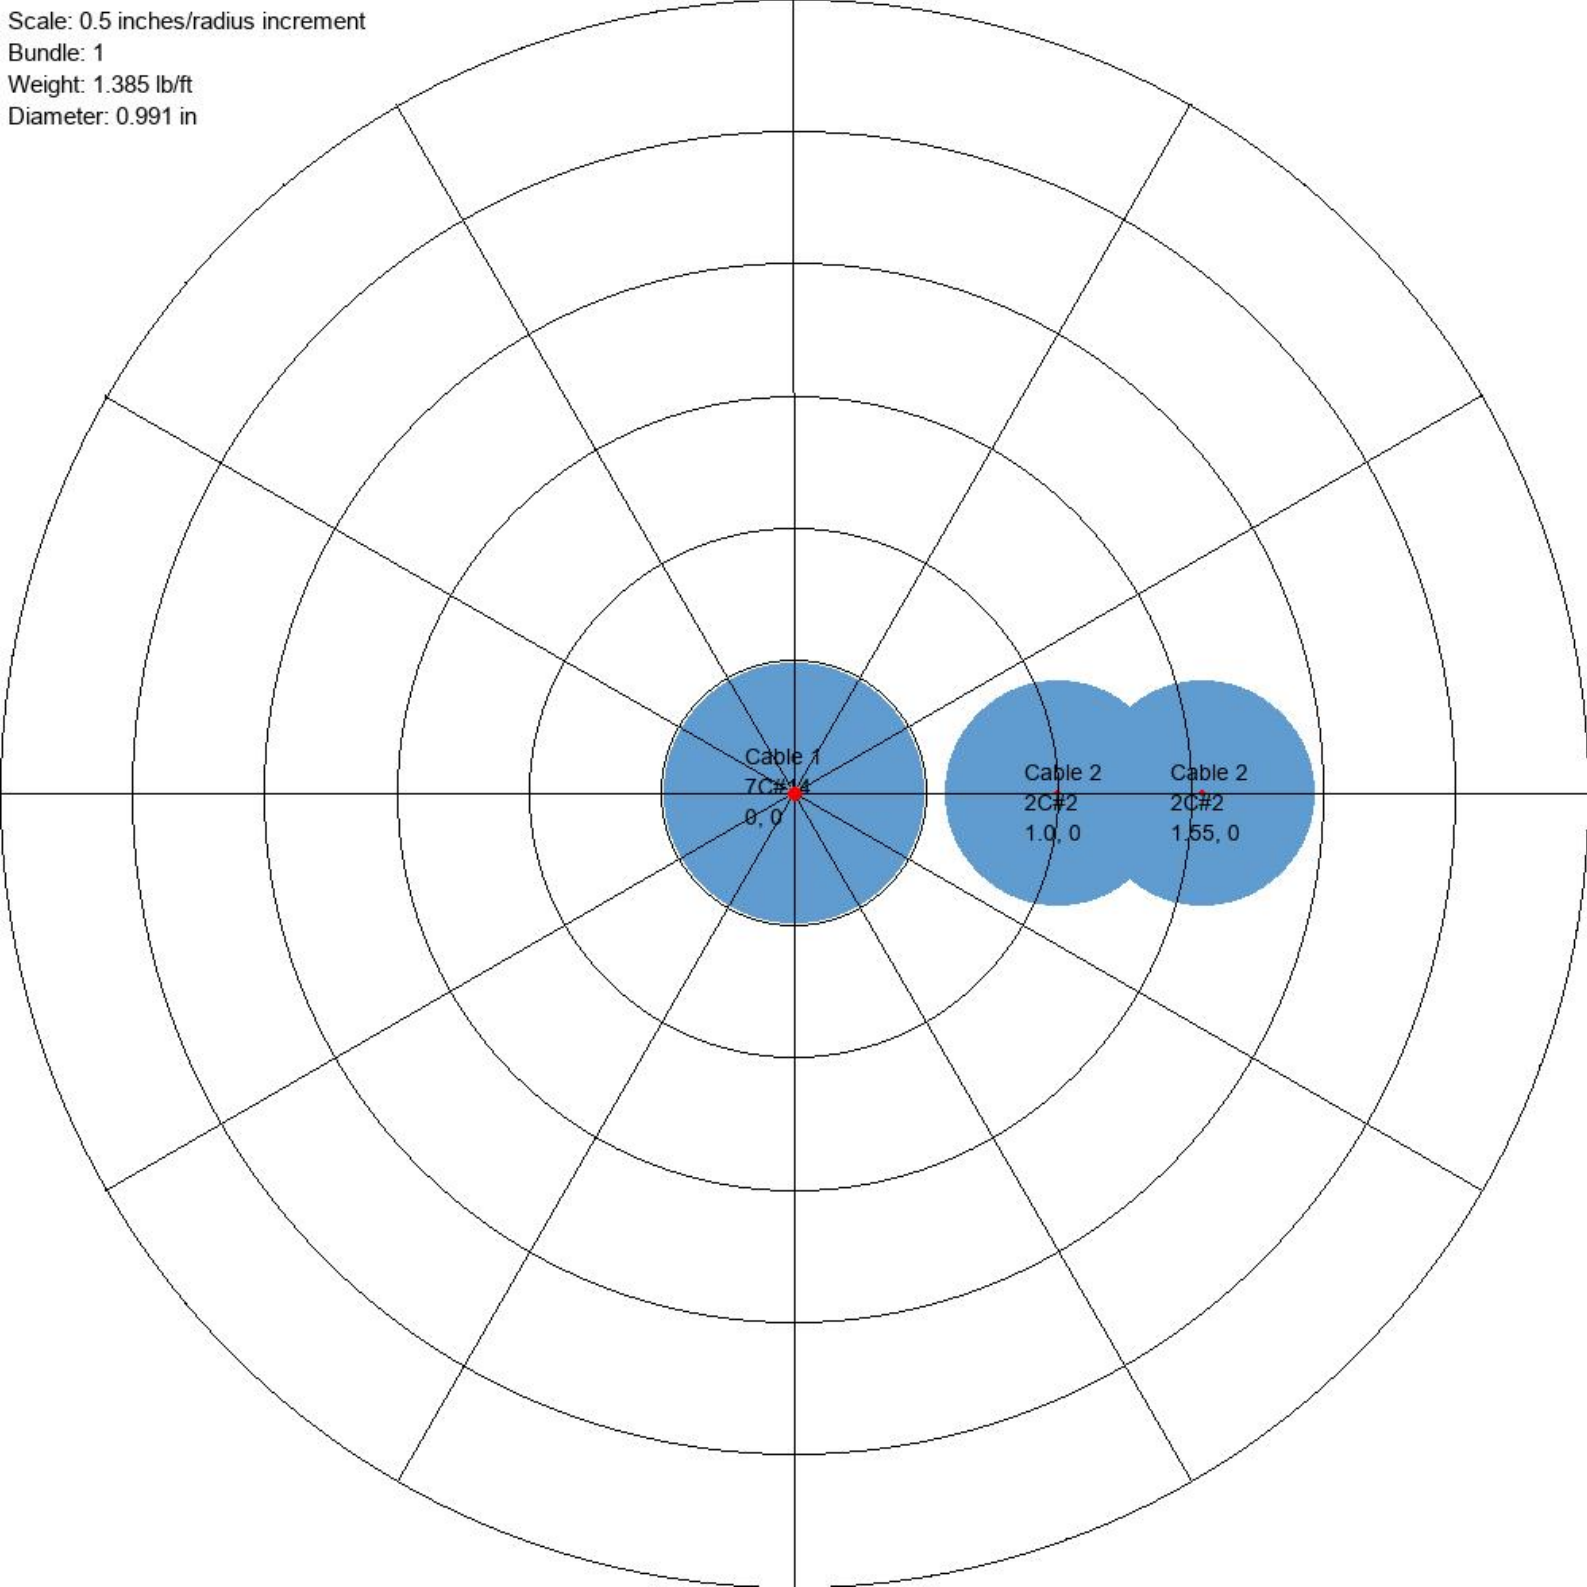 Scale: 0.5 inches/radius increment
Bundle: 1
Weight: 1.385 lb/ft
Diameter: 0.991 in
Cable 1
7C#14
0, 0
Cable 2
2C#2
1.0, 0
Cable 2
2C#2
1.55, 0